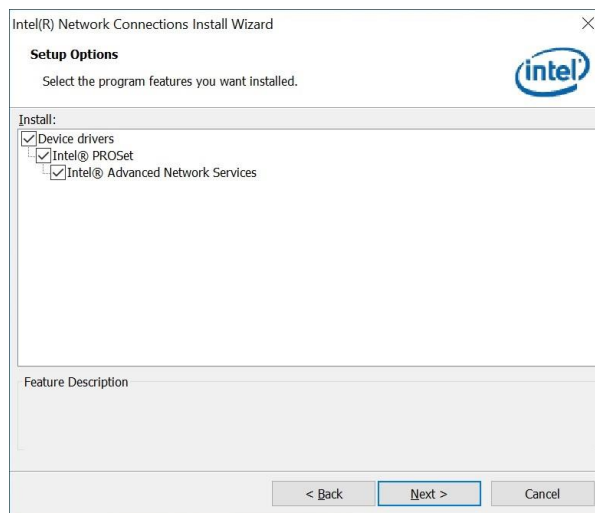 Intel(R) Network Connections Install Wizard
Setup Options
Select the program features you want installed.
intel
Install:
Device drivers
Intel® PROSet
Intel® Advanced Network Services
Feature Description
< Back
Next >
Cancel